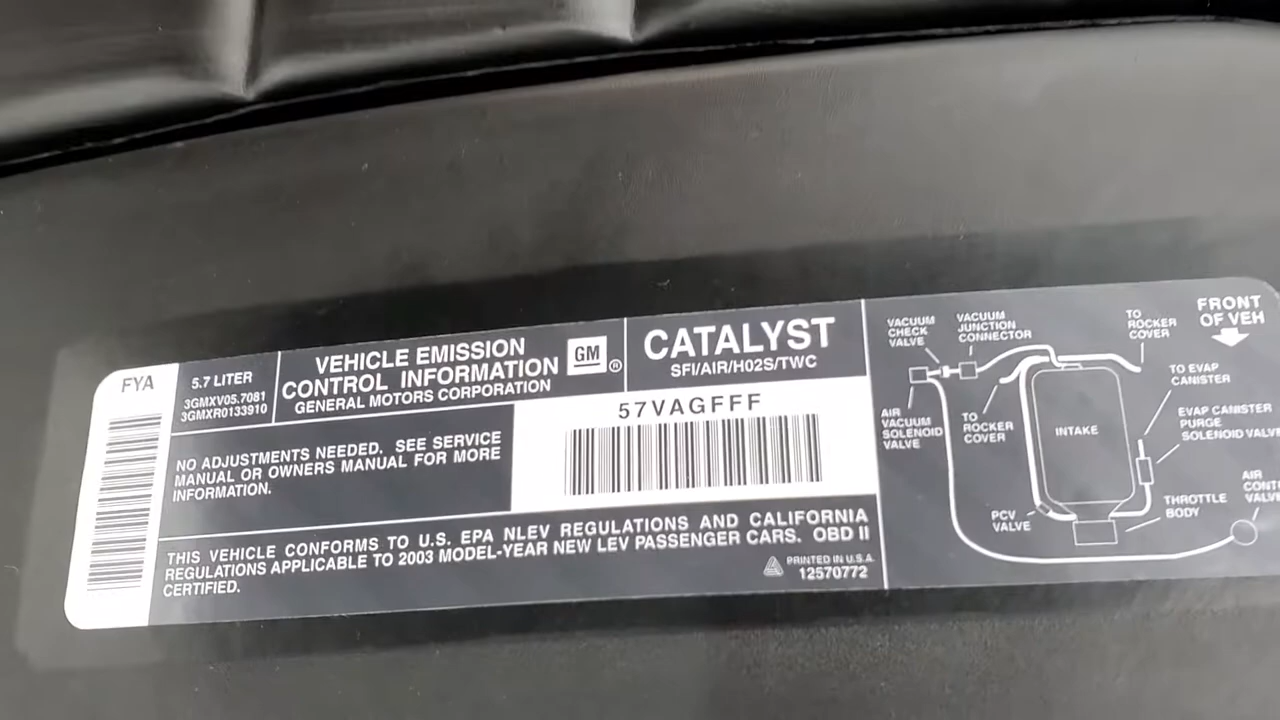 FYA
5.7 LITER
3GMXV05.7081
3GMXR0133910
VEHICLE EMISSION
CONTROL INFORMATION
GENERAL MOTORS CORPORATION
GM ®
CATALYST
SFI/AIR/H02S/TWC
57VAGFFF
NO ADJUSTMENTS NEEDED. SEE SERVICE
MANUAL OR OWNERS MANUAL FOR MORE
INFORMATION.
THIS VEHICLE CONFORMS TO U.S. EPA NLEV REGULATIONS AND CALIFORNIA
REGULATIONS APPLICABLE TO 2003 MODEL-YEAR NEW LEV PASSENGER CARS. OBD II
CERTIFIED.
PRINTED IN U.S.A.
12570772
VACUUM
CHECK
VALVE
VACUUM
JUNCTION
CONNECTOR
TO
ROCKER
COVER
FRONT
OF VEH
TO EVAP
CANISTER
AIR
VACUUM
SOLENOID
VALVE
TO
ROCKER
COVER
INTAKE
EVAP CANISTER
PURGE
SOLENOID VALVE
PCV
VALVE
THROTTLE
BODY
AIR